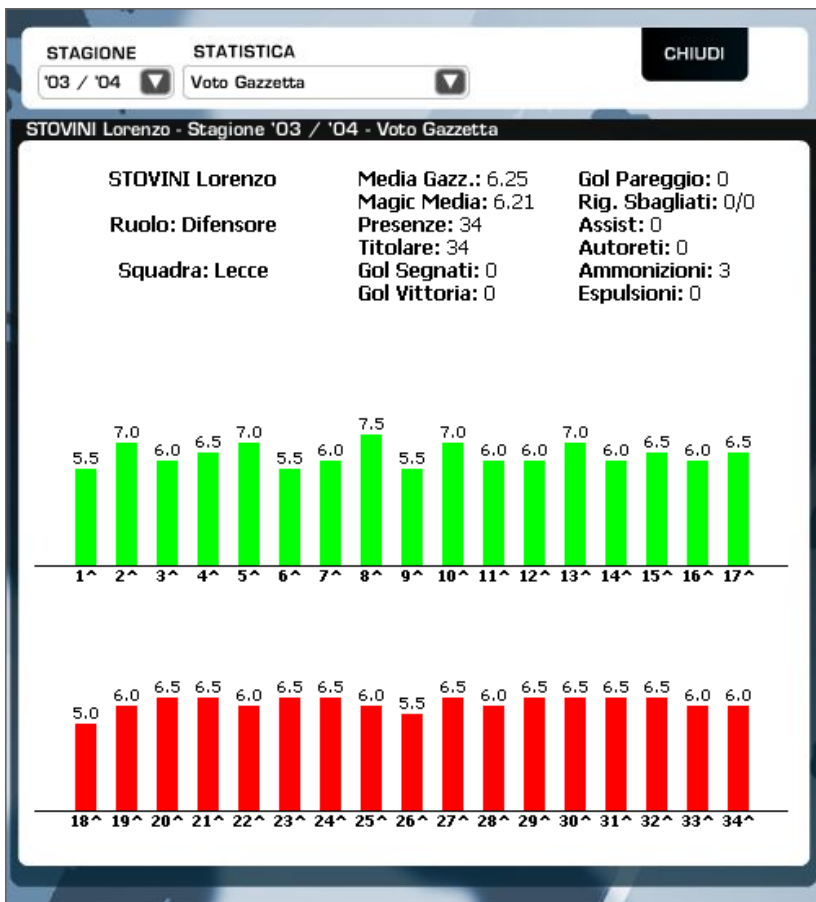 STAGIONE STATISTICA CHIUDI
'03 / '04 Voto Gazzetta
STOVINI Lorenzo - Stagione '03 / '04 - Voto Gazzetta
STOVINI Lorenzo Media Gazz.: 6.25 Gol Pareggio: 0
Magic Media: 6.21 Rig. Sbagliati: 0/0
Ruolo: Difensore Presenze: 34 Assist: 0
Titolare: 34 Autoreti: 0
Squadra: Lecce Gol Segnati: 0 Ammonizioni: 3
Gol Vittoria: 0 Espulsioni: 0
5.5 7.0 6.0 6.5 7.0 5.5 6.0 7.5 5.5 7.0 6.0 6.0 7.0 6.0 6.5 6.0 6.5
1^ 2^ 3^ 4^ 5^ 6^ 7^ 8^ 9^ 10^ 11^ 12^ 13^ 14^ 15^ 16^ 17^
5.0 6.0 6.5 6.5 6.0 6.5 6.5 6.0 5.5 6.5 6.0 6.5 6.5 6.5 6.5 6.0 6.0
18^ 19^ 20^ 21^ 22^ 23^ 24^ 25^ 26^ 27^ 28^ 29^ 30^ 31^ 32^ 33^ 34^